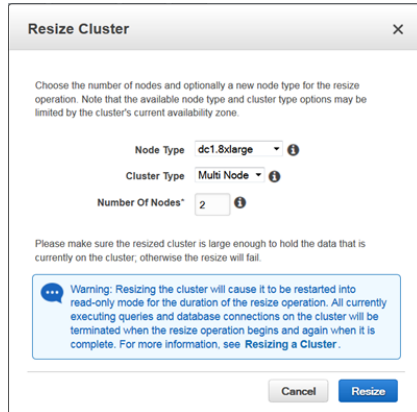 Resize Cluster
Choose the number of nodes and optionally a new node type for the resize
operation. Note that the available node type and cluster type options may be
limited by the cluster's current availability zone.
Node Type dc1.8xlarge
Cluster Type Multi Node
Number Of Nodes* 2
Please make sure the resized cluster is large enough to hold the data that is
currently on the cluster; otherwise the resize will fail.
Warning: Resizing the cluster will cause it to be restarted into
read-only mode for the duration of the resize operation. All currently
executing queries and database connections on the cluster will be
terminated when the resize operation begins and again when it is
complete. For more information, see Resizing a Cluster.
Cancel Resize